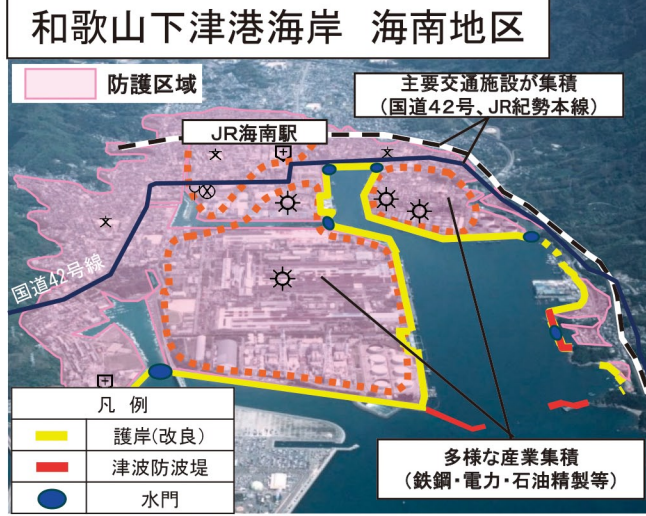 和歌山下津港海岸　海南地区
防護区域
主要交通施設が集積
（国道42号、JR紀勢本線）
JR海南駅
国道42号線
凡 例
護岸(改良)
津波防波堤
水門
多様な産業集積
（鉄鋼・電力・石油精製等）